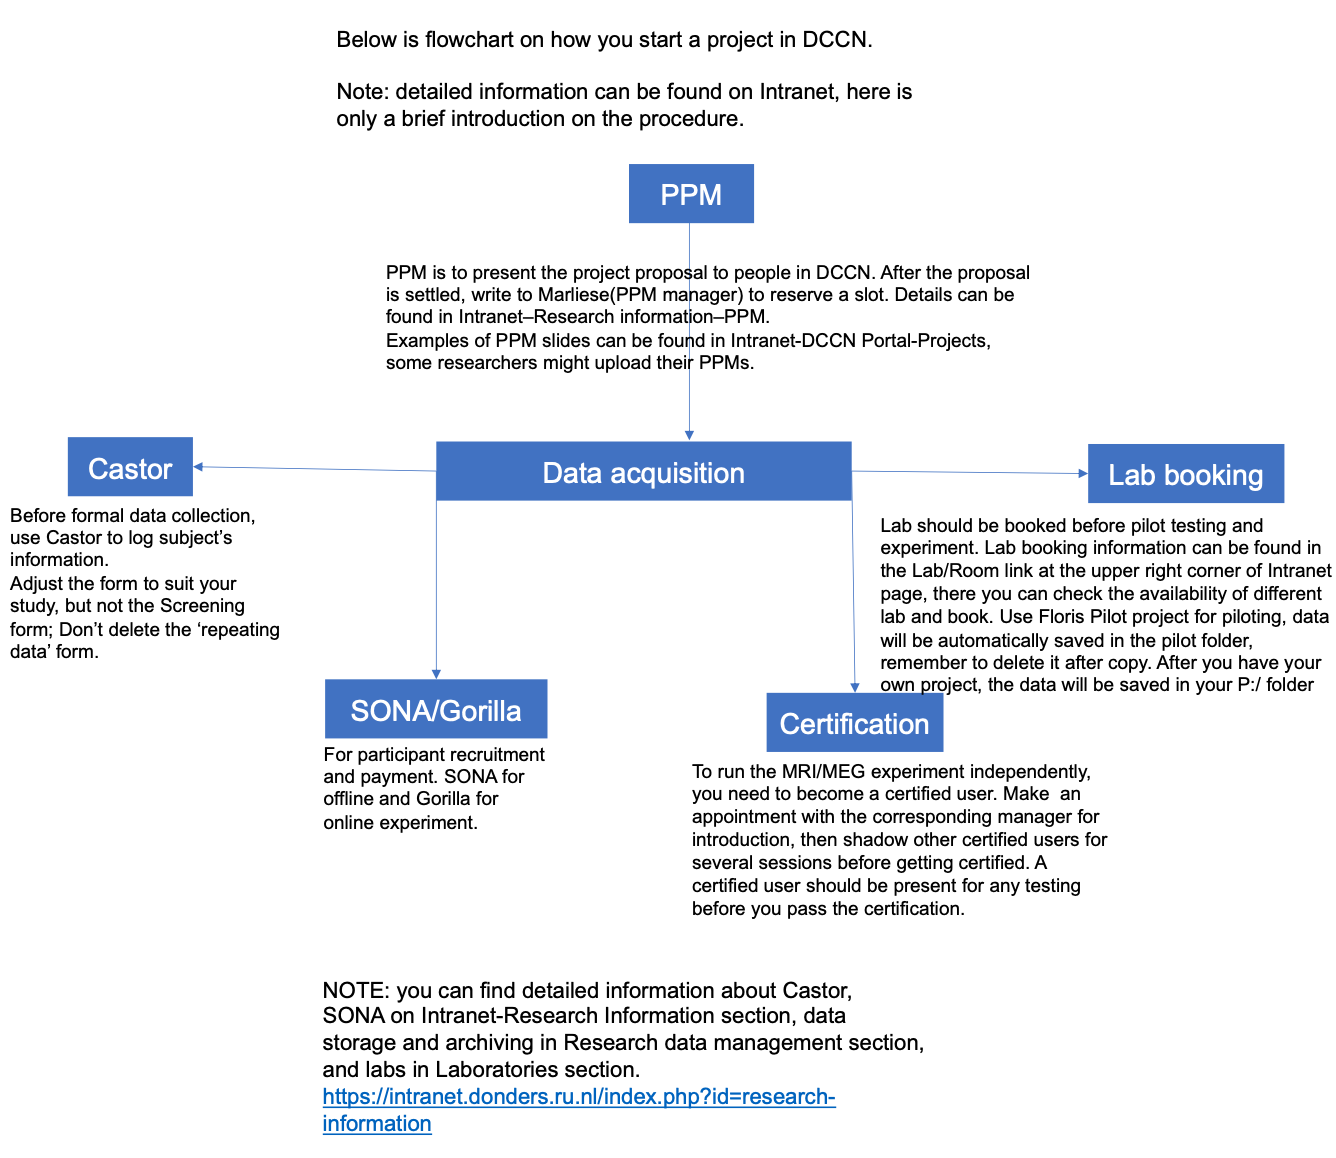 Below is flowchart on how you start a project in DCCN.
Note: detailed information can be found on Intranet, here is
only a brief introduction on the procedure.
PPM
PPM is to present the project proposal to people in DCCN. After the proposal
is settled, write to Marliese(PPM manager) to reserve a slot. Details can be
found in Intranet–Research information–PPM.
Examples of PPM slides can be found in Intranet-DCCN Portal-Projects,
some researchers might upload their PPMs.
Castor
Before formal data collection,
use Castor to log subject’s
information.
Adjust the form to suit your
study, but not the Screening
form; Don’t delete the ‘repeating
data’ form.
Data acquisition
Lab booking
Lab should be booked before pilot testing and
experiment. Lab booking information can be found in
the Lab/Room link at the upper right corner of Intranet
page, there you can check the availability of different
lab and book. Use Floris Pilot project for piloting, data
will be automatically saved in the pilot folder,
remember to delete it after copy. After you have your
own project, the data will be saved in your P:/ folder
SONA/Gorilla
For participant recruitment
and payment. SONA for
offline and Gorilla for
online experiment.
Certification
To run the MRI/MEG experiment independently,
you need to become a certified user. Make  an
appointment with the corresponding manager for
introduction, then shadow other certified users for
several sessions before getting certified. A
certified user should be present for any testing
before you pass the certification.
NOTE: you can find detailed information about Castor,
SONA on Intranet-Research Information section, data
storage and archiving in Research data management section,
and labs in Laboratories section.
https://intranet.donders.ru.nl/index.php?id=research-
information